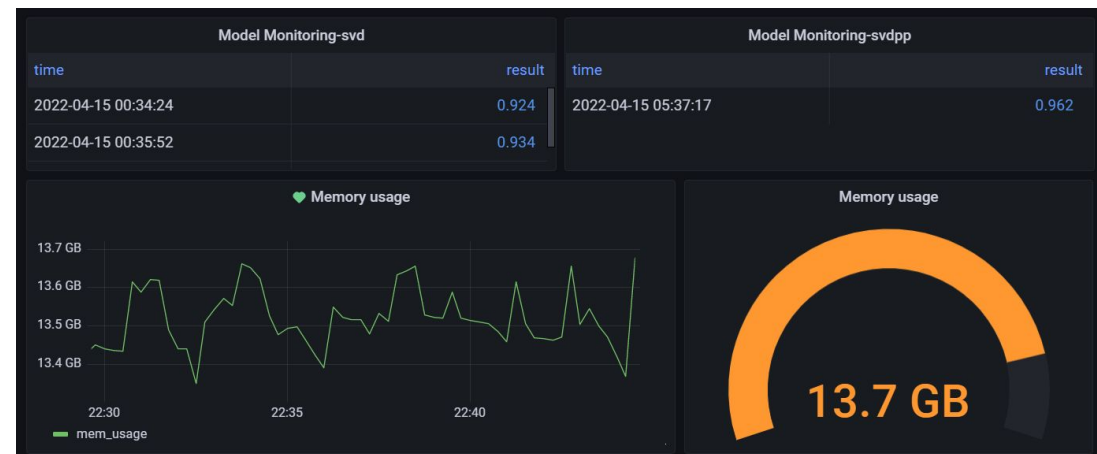 Model Monitoring-svd
time result
2022-04-15 00:34:24 0.924
2022-04-15 00:35:52 0.934
Model Monitoring-svdpp
time result
2022-04-15 05:37:17 0.962
Memory usage
13.7 GB
13.6 GB
13.5 GB
13.4 GB
22:30 22:35 22:40
mem_usage
Memory usage
13.7 GB